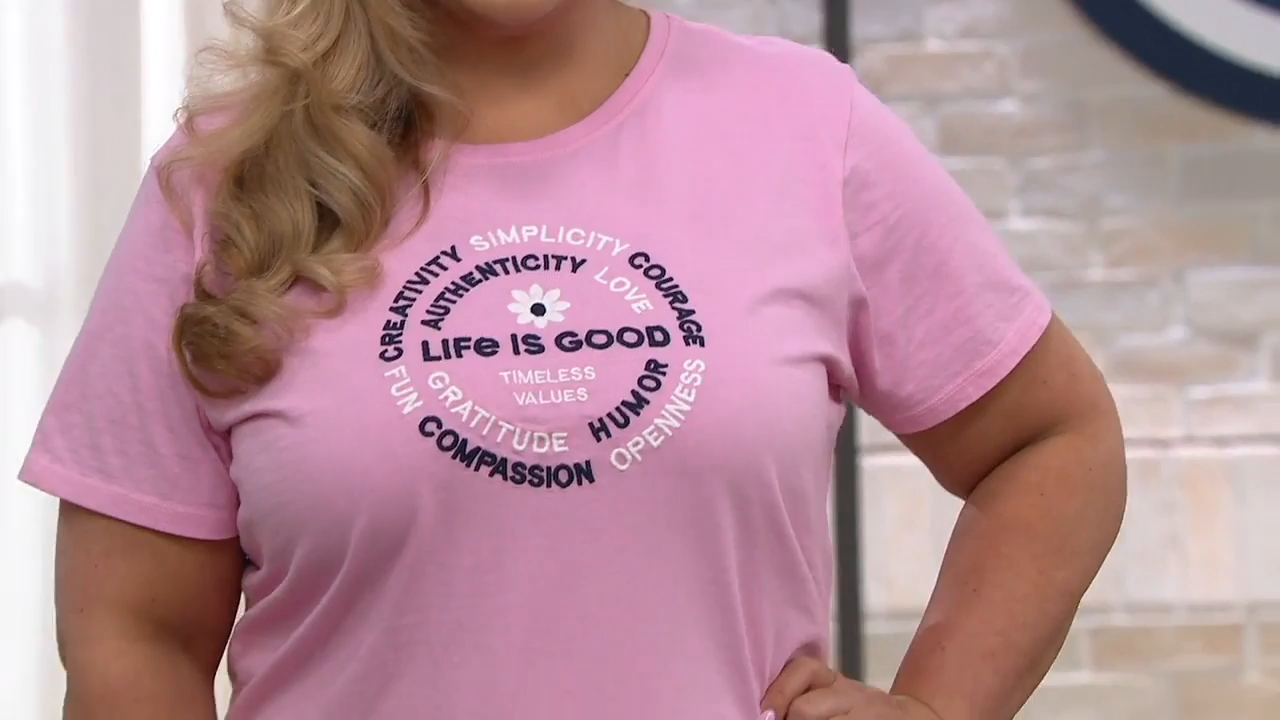 CREATIVITY SIMPLICITY COURAGE
AUTHENTICITY LOVE
LIFe IS GOOD
TIMELESS
VALUES
GRATITUDE HUMOR
FUN COMPASSION OPENNESS